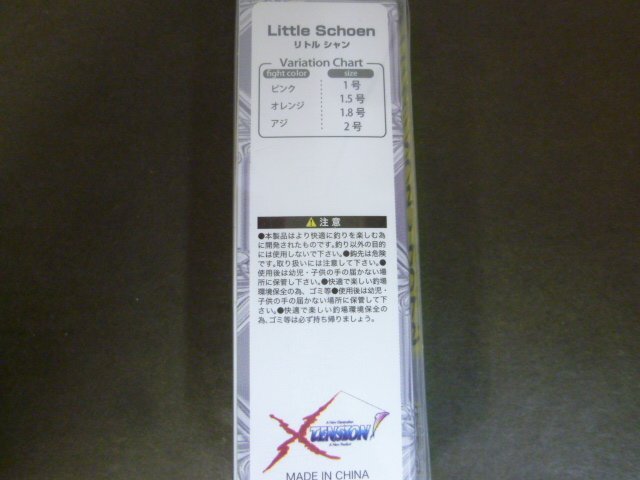 Little Schoen
リトル シャン
Variation Chart
fight color size
ピンク 1 号
オレンジ 1.5 号
1.8 号
アジ 2 号
注 意
●本製品はより快適に釣りを楽しむ為
に開発されたものです。釣り以外の目的
には使用しないで下さい。●鈎先は危険
です。取り扱いには注意して下さい。●
使用後は幼児・子供の手の届かない場
所に保管し下さい。●快適で楽しい釣場
環境保全の為、ゴミ等●使用後は幼児・
子供の手の届かない場所に保管して下
さい。●快適で楽しい釣場環境保全の
為、ゴミ等は必ず持ち帰りましょう。
A New Generation
X TENSION
MADE IN CHINA